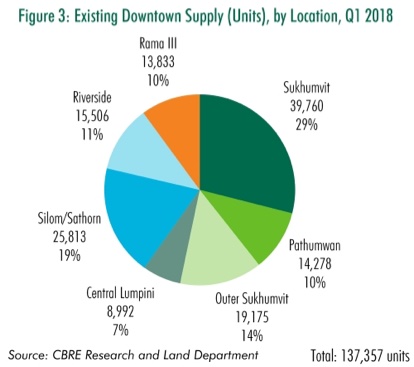 Figure 3: Existing Downtown Supply (Units), by Location, Q1 2018
Rama III
13,833
10%
Sukhumvit
39,760
29%
Riverside
15,506
11%
Silom/Sathorn
25,813
19%
Pathumwan
14,278
10%
Central Lumpini
8,992
7%
Outer Sukhumvit
19,175
14%
Source: CBRE Research and Land Department
Total: 137,357 units